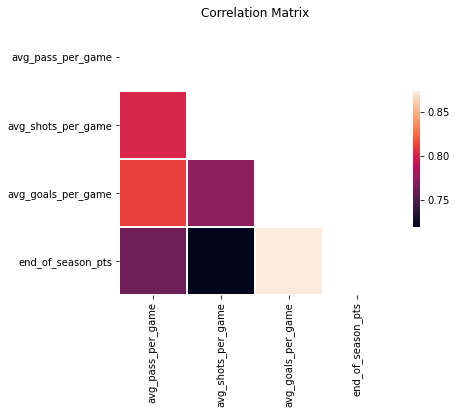 Correlation Matrix
avg_pass_per_game
avg_shots_per_game
avg_goals_per_game
end_of_season_pts
0.85
0.80
0.75
avg_pass_per_game
avg_shots_per_game
avg_goals_per_game
end_of_season_pts